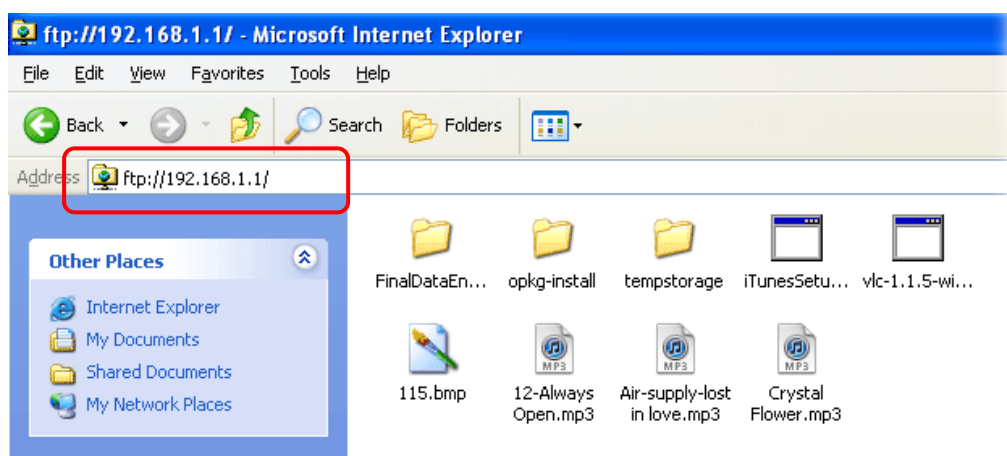 ftp://192.168.1.1/ - Microsoft Internet Explorer
File Edit View Favorites Tools Help
Back Search Folders
Address ftp://192.168.1.1/
Other Places
Internet Explorer
My Documents
Shared Documents
My Network Places
FinalDataEn... opkg-install tempstorage iTunesSetu... vlc-1.1.5-wi...
MP3 MP3 MP3
115.bmp 12-Always Air-supply-lost Crystal
Open.mp3 in love.mp3 Flower.mp3